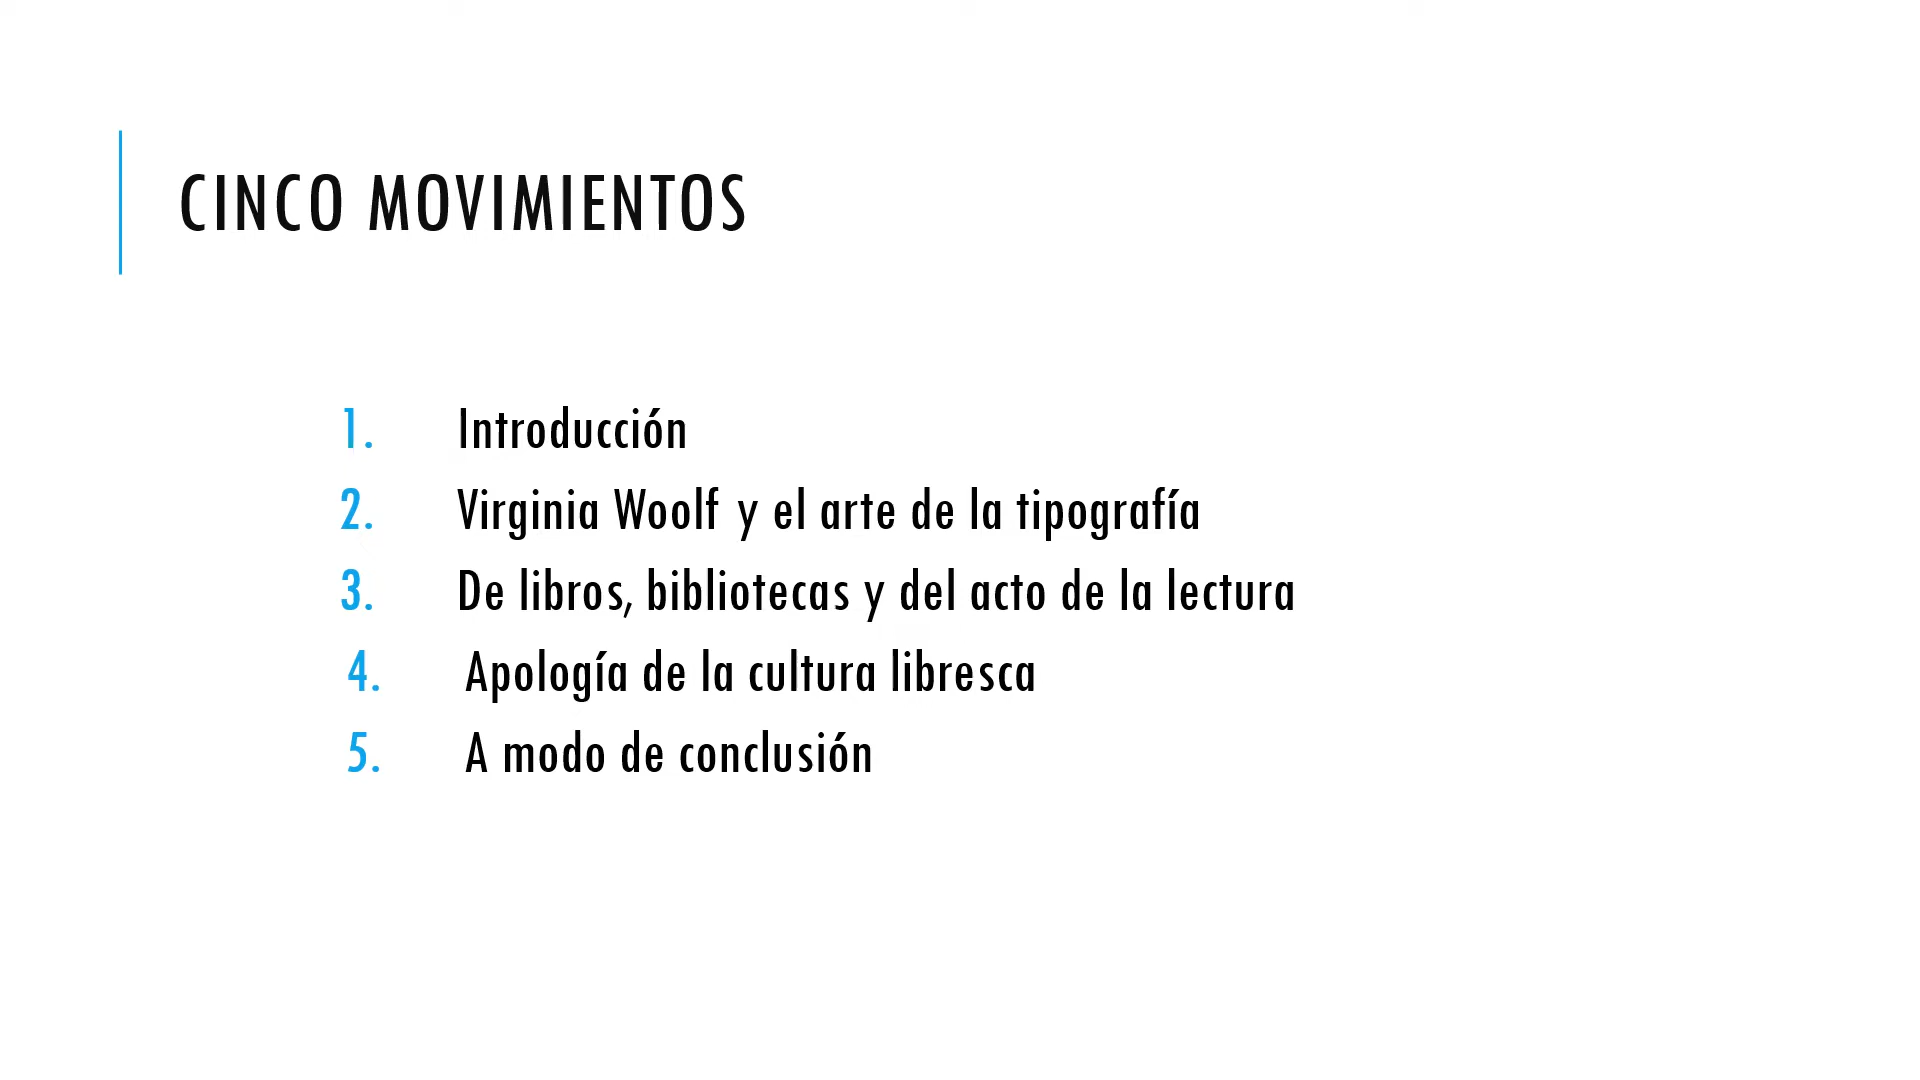 CINCO MOVIMIENTOS
1. Introducción
2. Virginia Woolf y el arte de la tipografía
3. De libros, bibliotecas y del acto de la lectura
4. Apología de la cultura libresca
5. A modo de conclusión